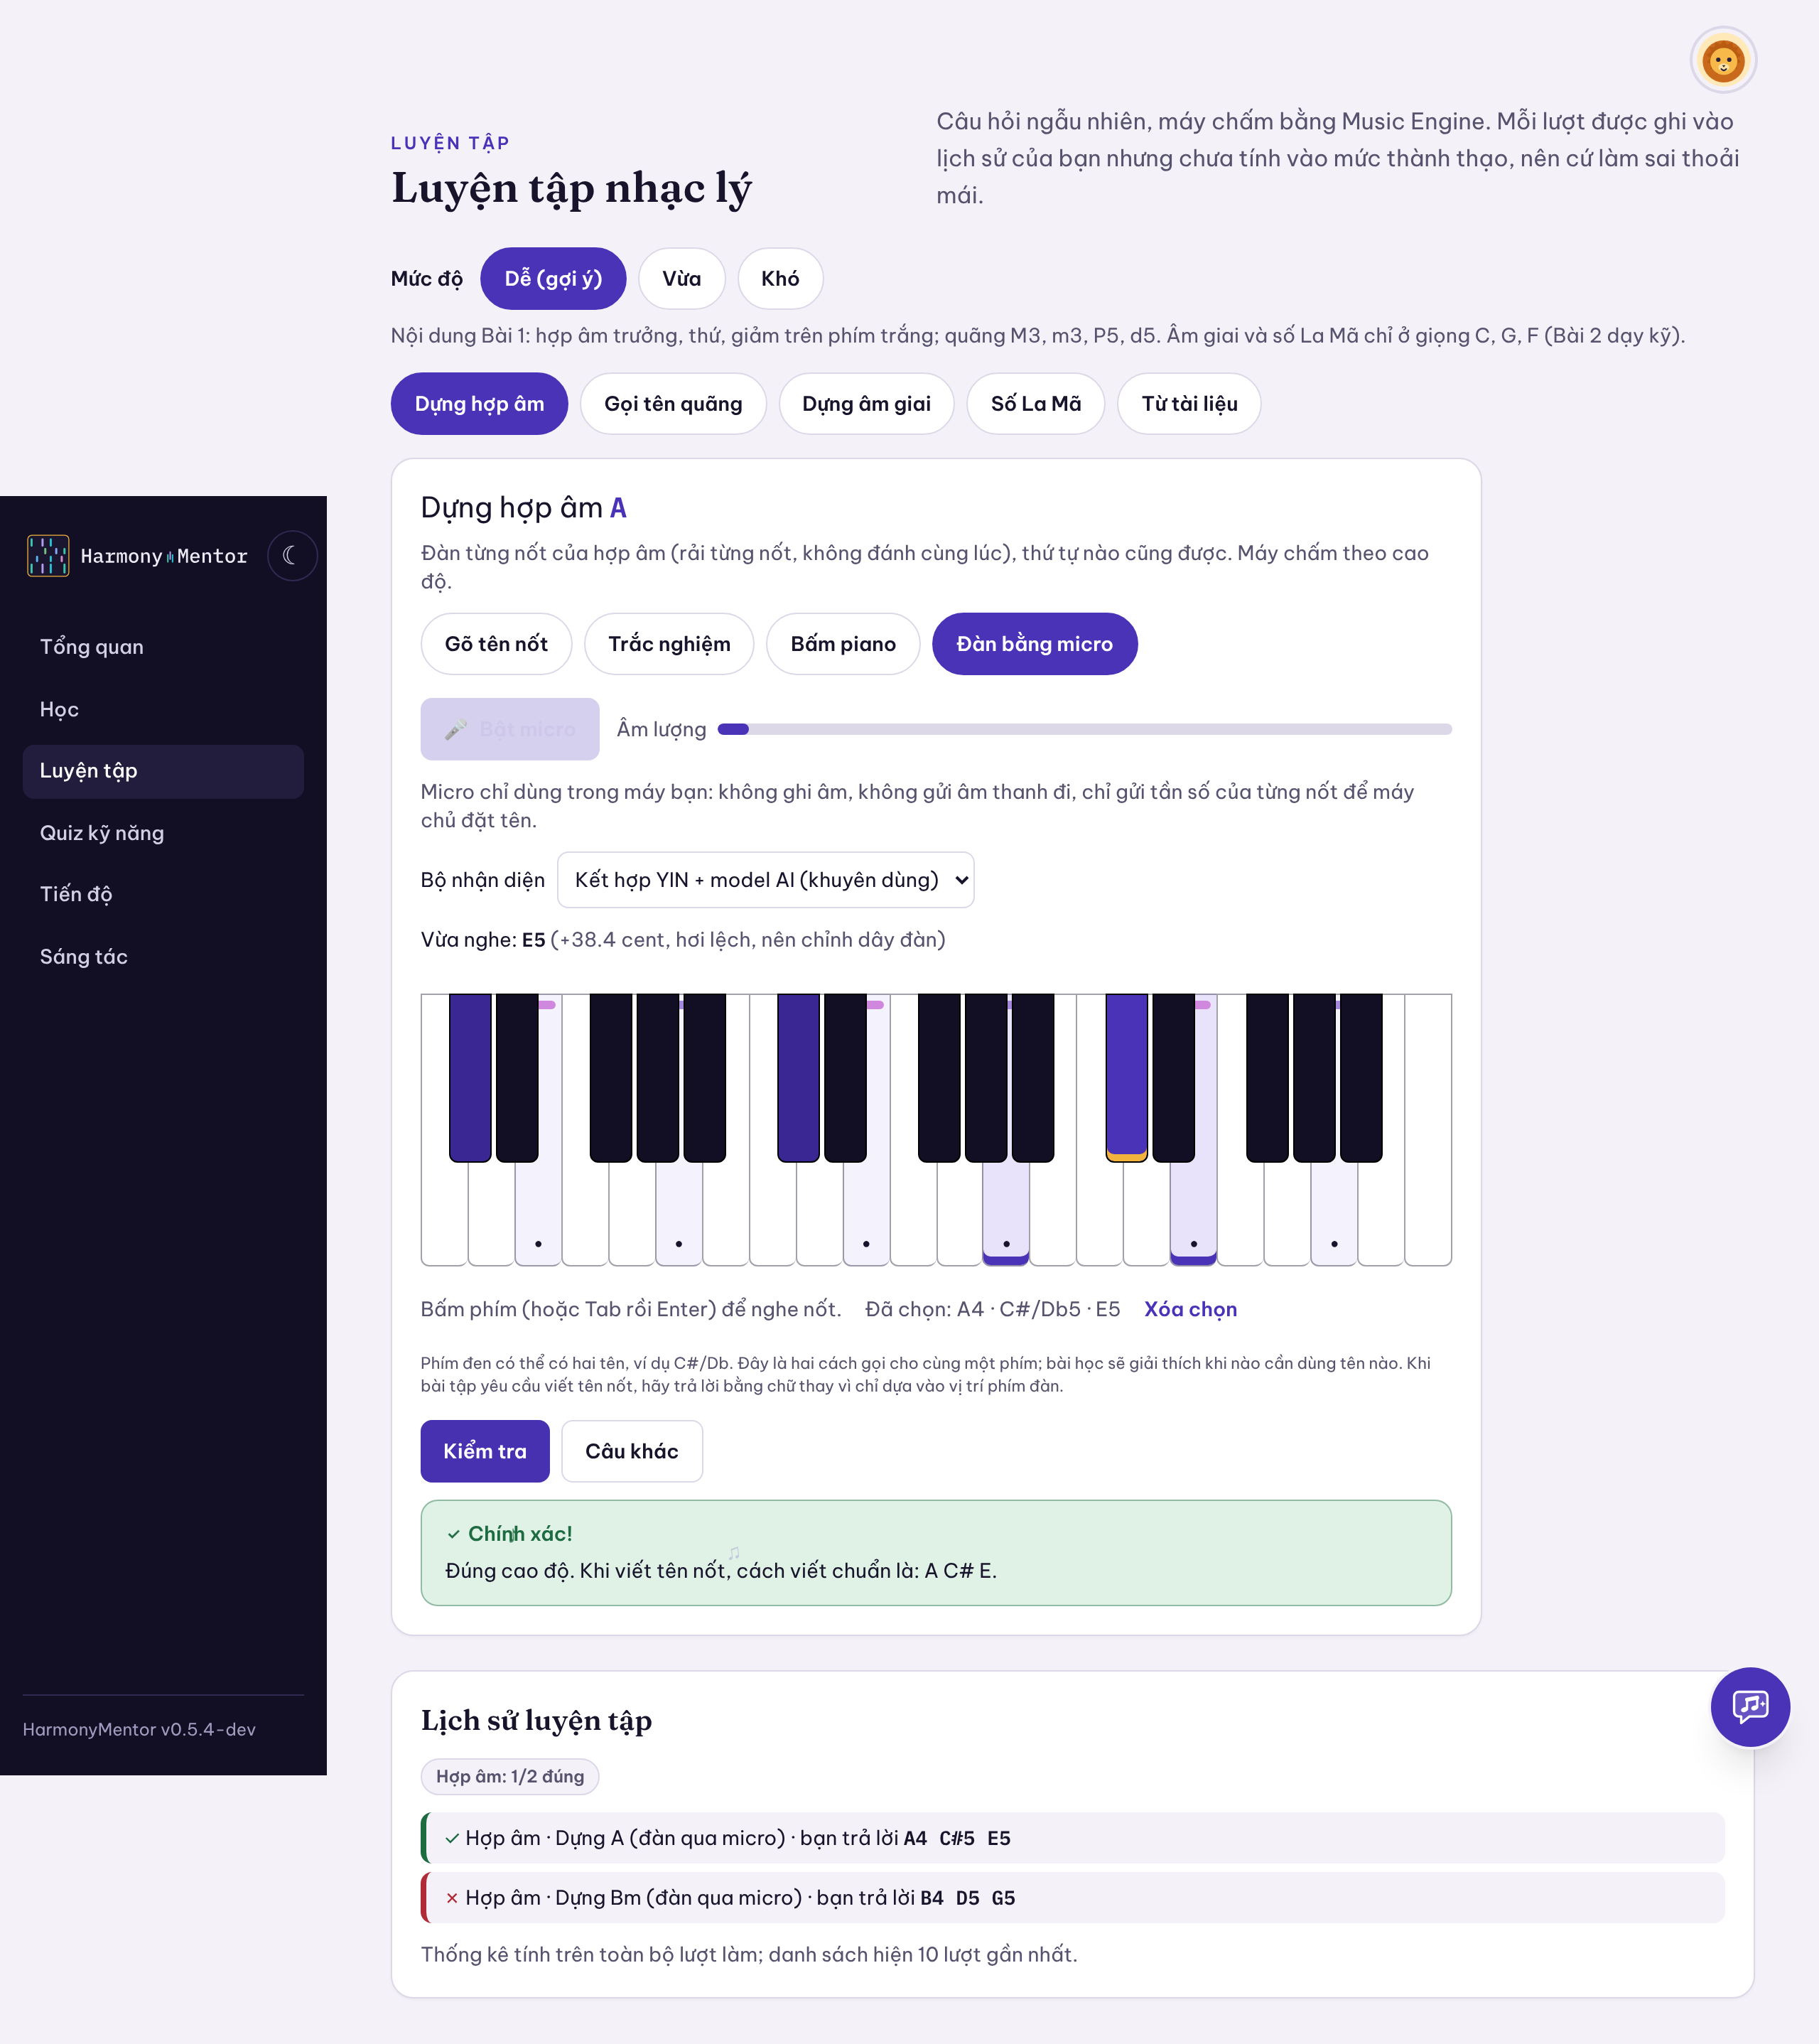 LUYỆN TẬP
Luyện tập nhạc lý
Câu hỏi ngẫu nhiên, máy chấm bằng Music Engine. Mỗi lượt được ghi vào
lịch sử của bạn nhưng chưa tính vào mức thành thạo, nên cứ làm sai thoải
mái.
Mức độ
Dễ (gợi ý)
Vừa
Khó
Nội dung Bài 1: hợp âm trưởng, thứ, giảm trên phím trắng; quãng M3, m3, P5, d5. Âm giai và số La Mã chỉ ở giọng C, G, F (Bài 2 dạy kỹ).
Dựng hợp âm
Gọi tên quãng
Dựng âm giai
Số La Mã
Từ tài liệu
Harmony Mentor
Tổng quan
Học
Luyện tập
Quiz kỹ năng
Tiến độ
Sáng tác
HarmonyMentor v0.5.4-dev
Dựng hợp âm A
Đàn từng nốt của hợp âm (rải từng nốt, không đánh cùng lúc), thứ tự nào cũng được. Máy chấm theo cao
độ.
Gõ tên nốt
Trắc nghiệm
Bấm piano
Đàn bằng micro
Bật micro
Âm lượng
Micro chỉ dùng trong máy bạn: không ghi âm, không gửi âm thanh đi, chỉ gửi tần số của từng nốt để máy
chủ đặt tên.
Bộ nhận diện
Kết hợp YIN + model AI (khuyên dùng)
Vừa nghe: E5 (+38.4 cent, hơi lệch, nên chỉnh dây đàn)
Bấm phím (hoặc Tab rồi Enter) để nghe nốt.
Đã chọn: A4 · C#/Db5 · E5
Xóa chọn
Phím đen có thể có hai tên, ví dụ C#/Db. Đây là hai cách gọi cho cùng một phím; bài học sẽ giải thích khi nào cần dùng tên nào. Khi
bài tập yêu cầu viết tên nốt, hãy trả lời bằng chữ thay vì chỉ dựa vào vị trí phím đàn.
Kiểm tra
Câu khác
✓ Chính xác!
Đúng cao độ. Khi viết tên nốt, cách viết chuẩn là: A C# E.
Lịch sử luyện tập
Hợp âm: 1/2 đúng
✓ Hợp âm · Dựng A (đàn qua micro) · bạn trả lời A4 C#5 E5
✕ Hợp âm · Dựng Bm (đàn qua micro) · bạn trả lời B4 D5 G5
Thống kê tính trên toàn bộ lượt làm; danh sách hiện 10 lượt gần nhất.